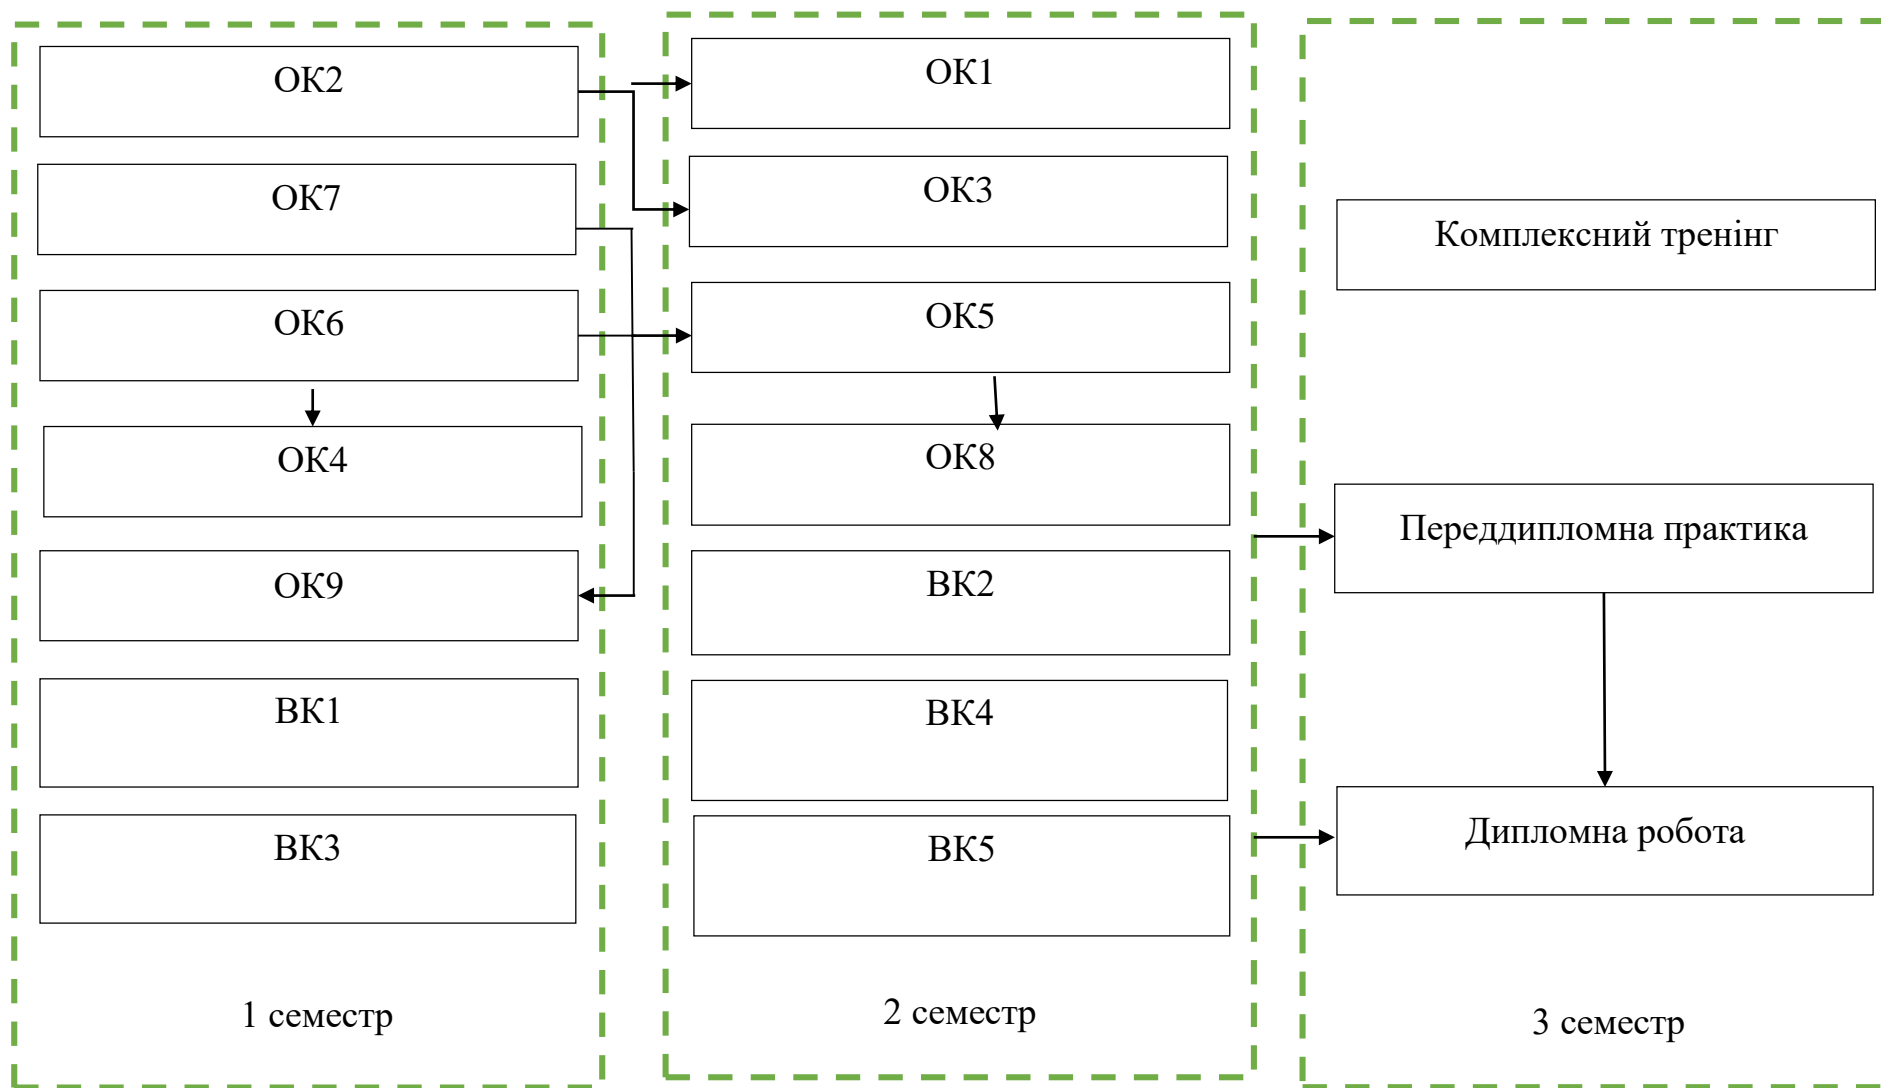 ОК2
ОК7
ОК6
ОК4
ОК9
ВК1
ВК3
1 семестр
ОК1
ОК3
ОК5
ОК8
ВК2
ВК4
ВК5
2 семестр
Комплексний тренінг
Переддипломна практика
Дипломна робота
3 семестр